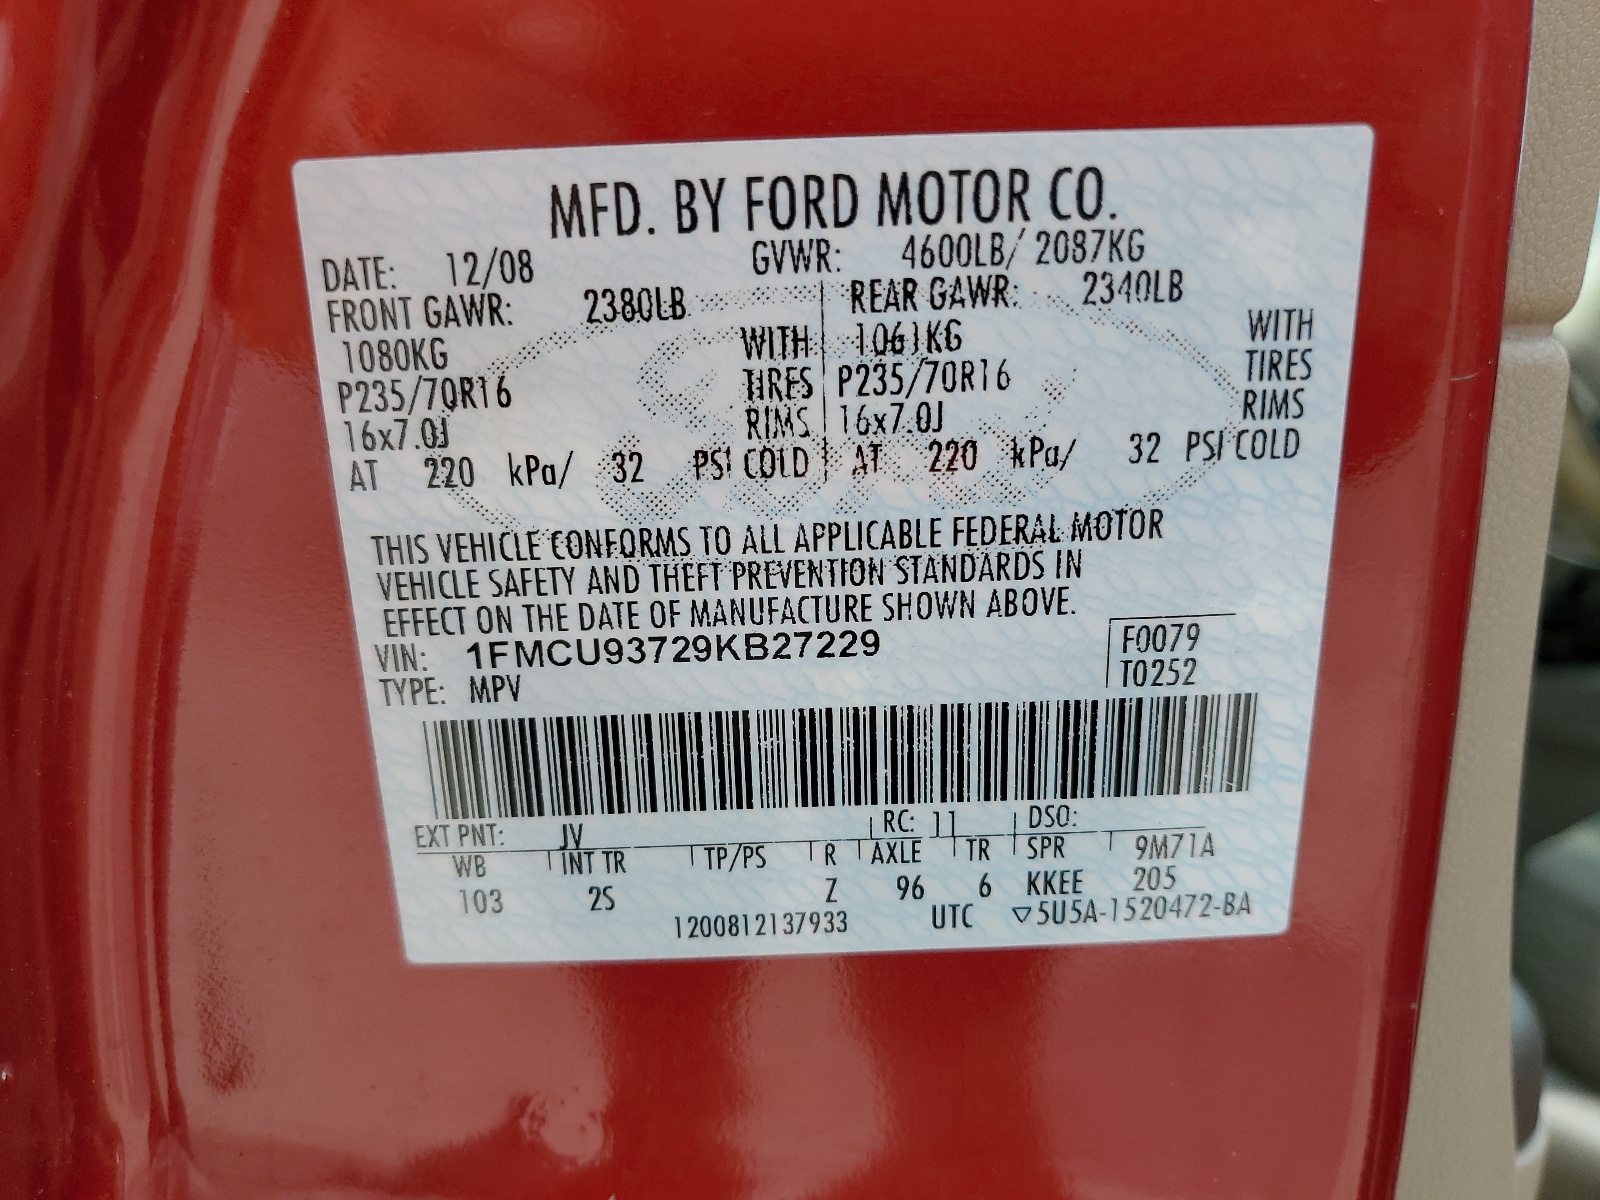 MFD. BY FORD MOTOR CO.
DATE: 12/08 GVWR: 4600LB/ 2087KG
FRONT GAWR: 2380LB REAR GAWR: 2340LB
1080KG WITH 1061KG WITH
P235/70R16 TIRES P235/70R16 TIRES
16x7.0J RIMS 16x7.0J RIMS
AT 220 kPa/ 32 PSI COLD AT 220 kPa/ 32 PSI COLD
THIS VEHICLE CONFORMS TO ALL APPLICABLE FEDERAL MOTOR
VEHICLE SAFETY AND THEFT PREVENTION STANDARDS IN
EFFECT ON THE DATE OF MANUFACTURE SHOWN ABOVE.
VIN: 1FMCU93729KB27229 F0079
TYPE: MPV T0252
EXT PNT: JV RC: 11 DSO:
WB INT TR TP/PS R AXLE TR SPR 9M71A
103 2S Z 96 6 KKEE 205
1200812137933 UTC ▽5U5A-1520472-BA